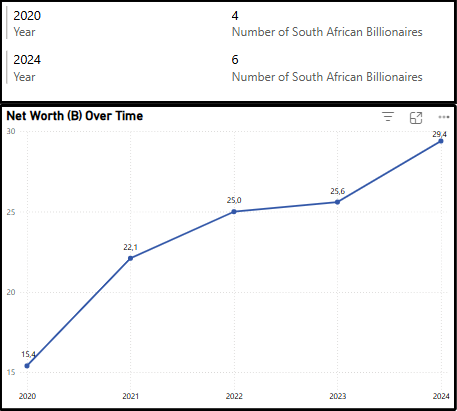 2020 4
Year Number of South African Billionaires
2024 6
Year Number of South African Billionaires
Net Worth (B) Over Time
30
29,4
25,6
25,0
25
22,1
20
15,4
15
2020 2021 2022 2023 2024